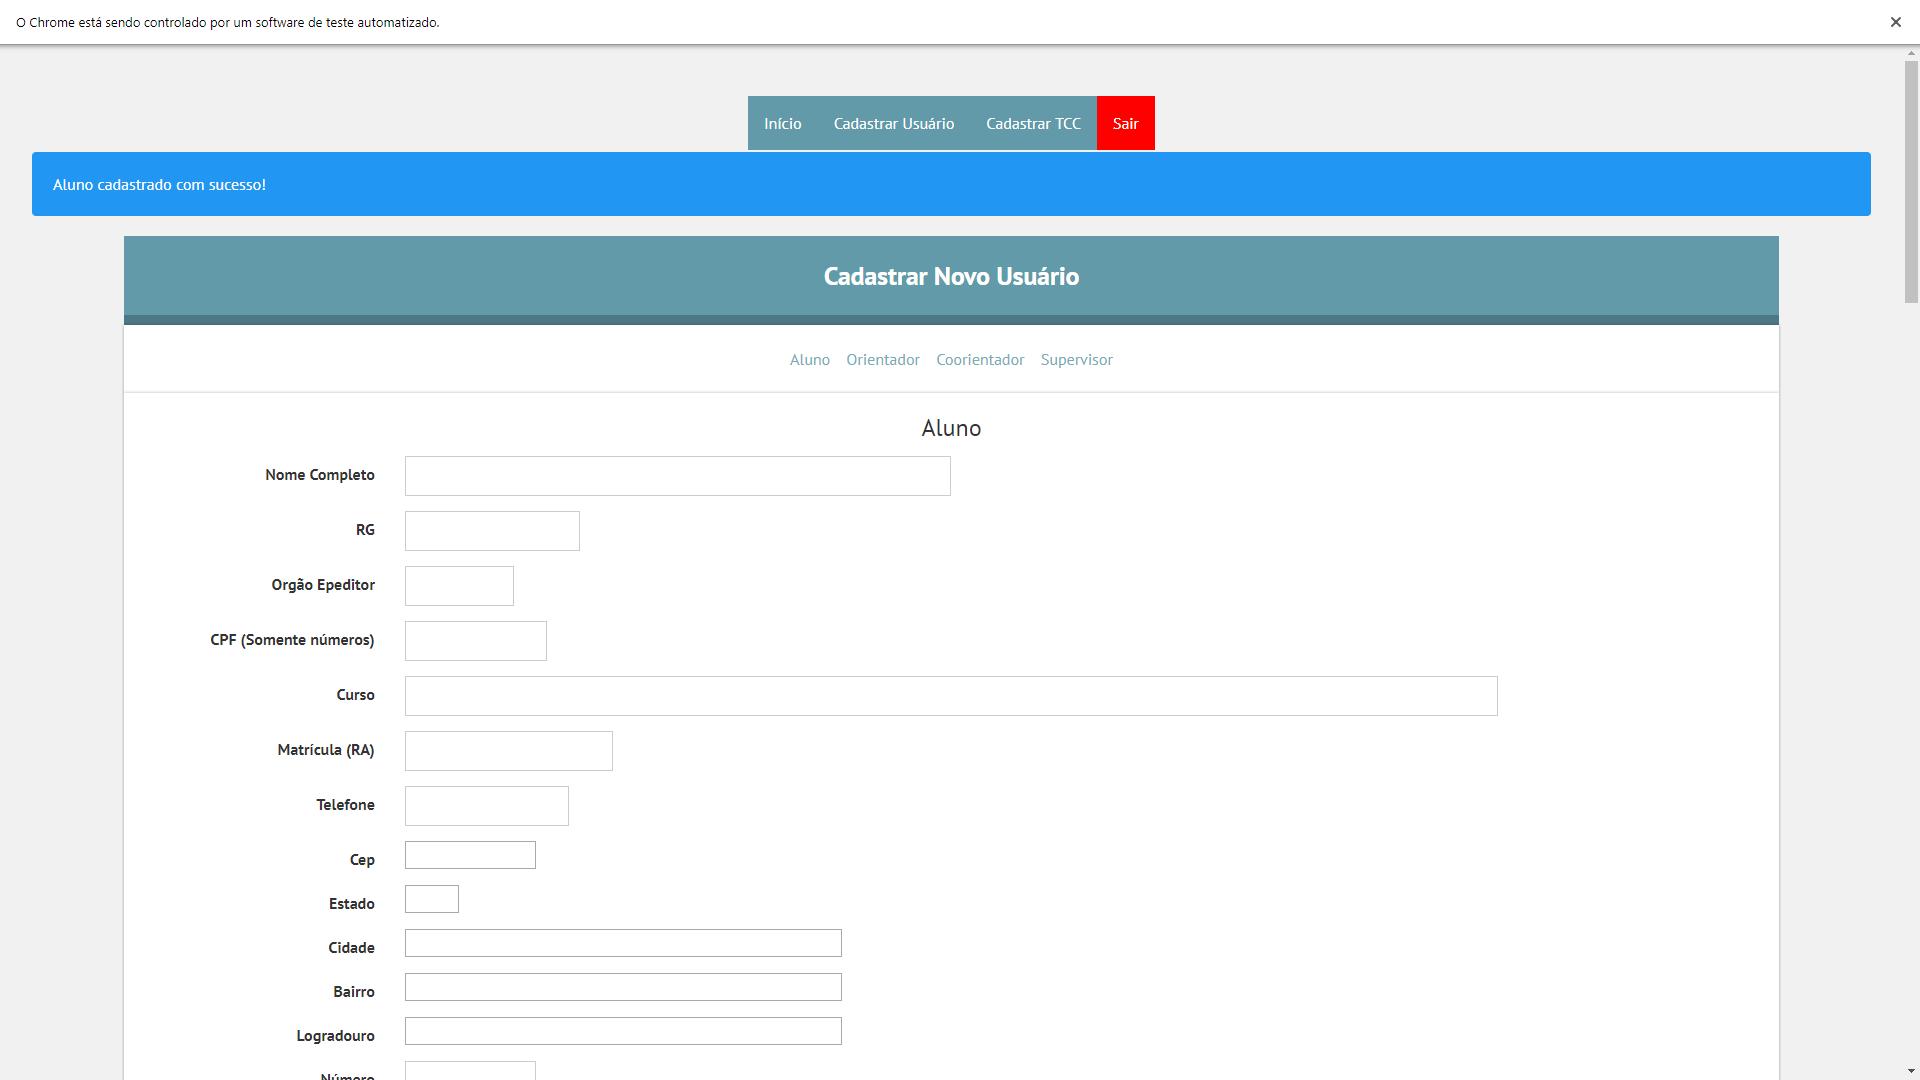 O Chrome está sendo controlado por um software de teste automatizado.
Início Cadastrar Usuário Cadastrar TCC Sair
Aluno cadastrado com sucesso!
Cadastrar Novo Usuário
Aluno Orientador Coorientador Supervisor
Aluno
Nome Completo
RG
Orgão Epeditor
CPF (Somente números)
Curso
Matrícula (RA)
Telefone
Cep
Estado
Cidade
Bairro
Logradouro
Número